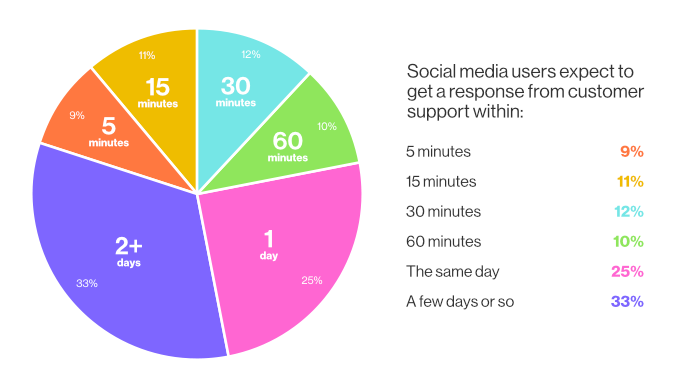 11%
12%
15
minutes
30
minutes
9%
5
minutes
10%
60
minutes
2+
days
33%
1
day
25%
Social media users expect to
get a response from customer
support within:
5 minutes 9%
15 minutes 11%
30 minutes 12%
60 minutes 10%
The same day 25%
A few days or so 33%